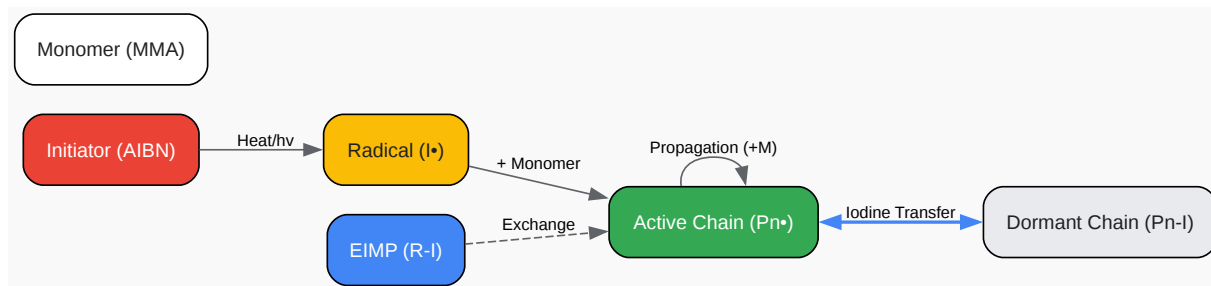 Monomer (MMA)
Initiator (AIBN)
Heat/hv
Radical (I•)
+ Monomer
Propagation (+M)
EIMP (R-I)
Exchange
Active Chain (Pn•)
Iodine Transfer
Dormant Chain (Pn-I)